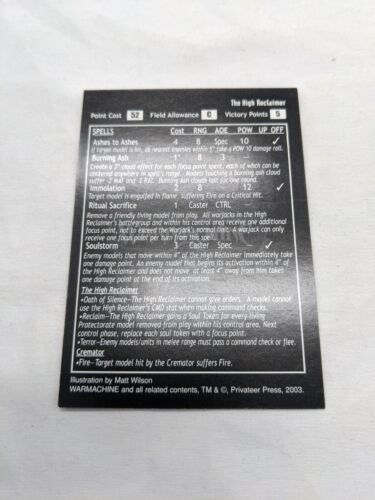 The High Reclaimer
Point Cost 52 Field Allowance C Victory Points 5
SPELLS Cost RNG AOE POW UP OFF
Ashes to Ashes 4 8 Spec 10 ✓
If target model is hit, all nearest enemies within 5" take a POW 10 damage roll.
Burning Ash 1* 8 3 -
Create a 3" cloud effect for each focus point spent, each of which can be
centered anywhere in spell's range. Models touching a burning ash cloud
suffer -2 MAT and -2 RAT. Burning Ash clouds last for one round.
Immolation 2 8 - 12 ✓
Target model is engulfed in flame, suffering Fire on a Critical Hit.
Ritual Sacrifice 1 Caster CTRL
Remove a friendly living model from play. All warjacks in the High
Reclaimer's battlegroup and within his control area receive one additional
focus point, not to exceed the Warjack's normal limit. A warjack can only
receive one focus point per turn from this spell.
Soulstorm 3 Caster Spec ✓
Enemy models that move within 4" of the High Reclaimer immediately take
one damage point. An enemy model that begins its activation within 4" of
the High Reclaimer and does not move at least 4" away from him takes
one damage point at the end of its activation.
The High Reclaimer
•Oath of Silence—The High Reclaimer cannot give orders. A model cannot
use the High Reclaimer's CMD stat when making command checks.
•Reclaim—The High Reclaimer gains a Soul Token for every living
Protectorate model removed from play within his control area. Next
control phase, replace each soul token with a focus point.
•Terror—Enemy models/units in melee range must pass a command check or flee.
Cremator
•Fire—Target model hit by the Cremator suffers Fire.
Illustration by Matt Wilson
WARMACHINE and all related contents, TM & ©, Privateer Press, 2003.